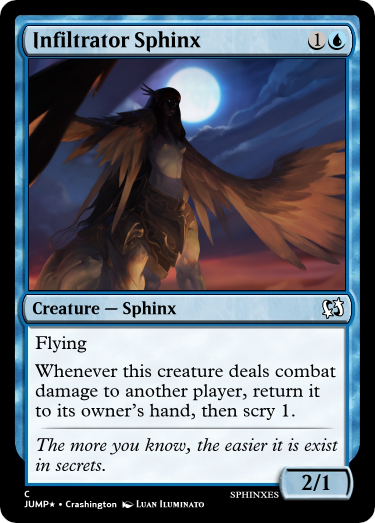 Infiltrator Sphinx 1
Creature — Sphinx
Flying
Whenever this creature deals combat
damage to another player, return it
to its owner's hand, then scry 1.
The more you know, the easier it is exist
in secrets.
2/1
C SPHINXES
JUMP★ • Crashington Luan Iluminato